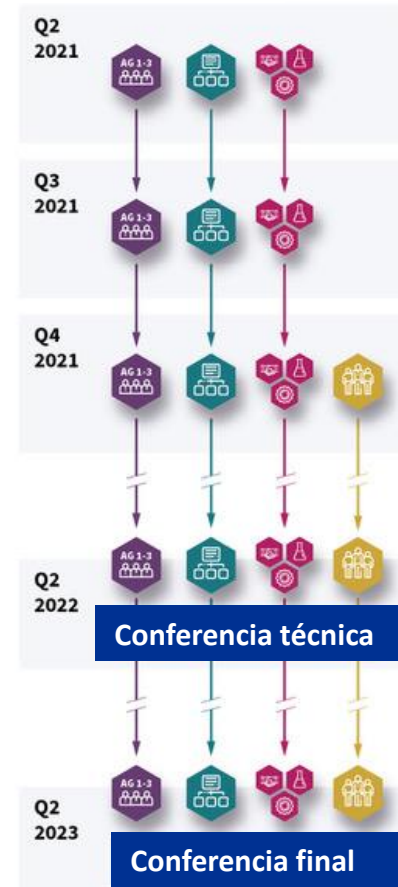 Q2
2021
AG 1-3
Q3
2021
AG 1-3
Q4
2021
AG 1-3
AG 1-3
Q2
2022
Conferencia técnica
AG 1-3
Q2
2023
Conferencia final